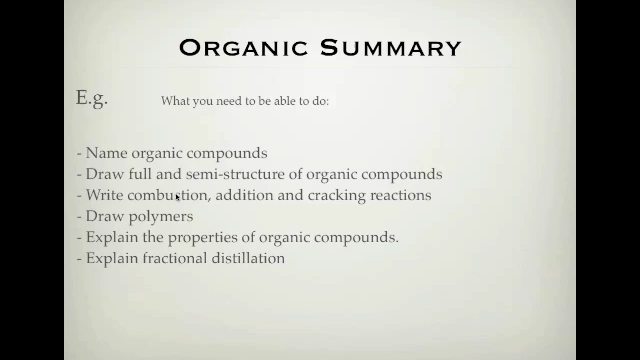 ORGANIC SUMMARY
E.g. What you need to be able to do:
- Name organic compounds
- Draw full and semi-structure of organic compounds
- Write combustion, addition and cracking reactions
- Draw polymers
- Explain the properties of organic compounds.
- Explain fractional distillation